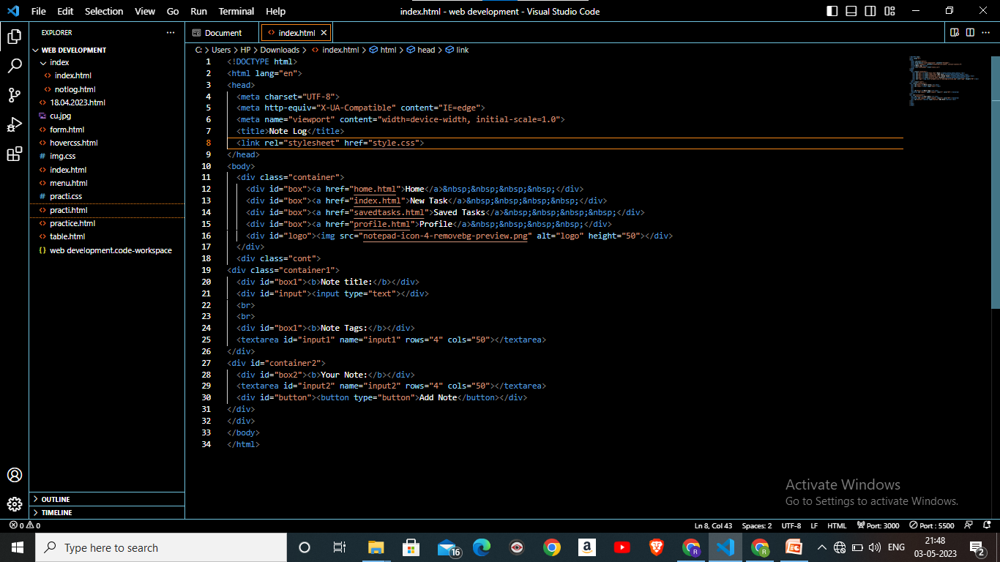 File Edit Selection View Go Run Terminal Help index.html - web development - Visual Studio Code
EXPLORER ···
WEB DEVELOPMENT
index
index.html
notlog.html
18.04.2023.html
cu.jpg
form.html
hovercss.html
# img.css
index.html
menu.html
# practi.css
practi.html
practice.html
table.html
{} web development.code-workspace
OUTLINE
TIMELINE
Document index.html
C: > Users > HP > Downloads > index.html > html > head > link
1 <!DOCTYPE html>
2 <html lang="en">
3 <head>
4 <meta charset="UTF-8">
5 <meta http-equiv="X-UA-Compatible" content="IE=edge">
6 <meta name="viewport" content="width=device-width, initial-scale=1.0">
7 <title>Note Log</title>
8 <link rel="stylesheet" href="style.css">
9 </head>
10 <body>
11 <div class="container">
12 <div id="box"><a href="home.html">Home</a>&nbsp;&nbsp;&nbsp;&nbsp;</div>
13 <div id="box"><a href="index.html">New Task</a>&nbsp;&nbsp;&nbsp;&nbsp;</div>
14 <div id="box"><a href="savedtasks.html">Saved Tasks</a>&nbsp;&nbsp;&nbsp;&nbsp;</div>
15 <div id="box"><a href="profile.html">Profile</a>&nbsp;&nbsp;&nbsp;&nbsp;</div>
16 <div id="logo"><img src="notepad-icon-4-removebg-preview.png" alt="logo" height="50"></div>
17 </div>
18 <div class="cont">
19 <div class="container1">
20 <div id="box1"><b>Note title:</b></div>
21 <div id="input"><input type="text"></div>
22 <br>
23 <br>
24 <div id="box1"><b>Note Tags:</b></div>
25 <textarea id="input1" name="input1" rows="4" cols="50"></textarea>
26 </div>
27 <div id="container2">
28 <div id="box2"><b>Your Note:</b></div>
29 <textarea id="input2" name="input2" rows="4" cols="50"></textarea>
30 <div id="button"><button type="button">Add Note</button></div>
31 </div>
32 </div>
33 </body>
34 </html>
Activate Windows
Go to Settings to activate Windows.
0 0 Ln 8, Col 43 Spaces: 2 UTF-8 LF HTML Port: 3000 Port : 5500
Type here to search 16 a R R ENG 21:48
03-05-2023 2